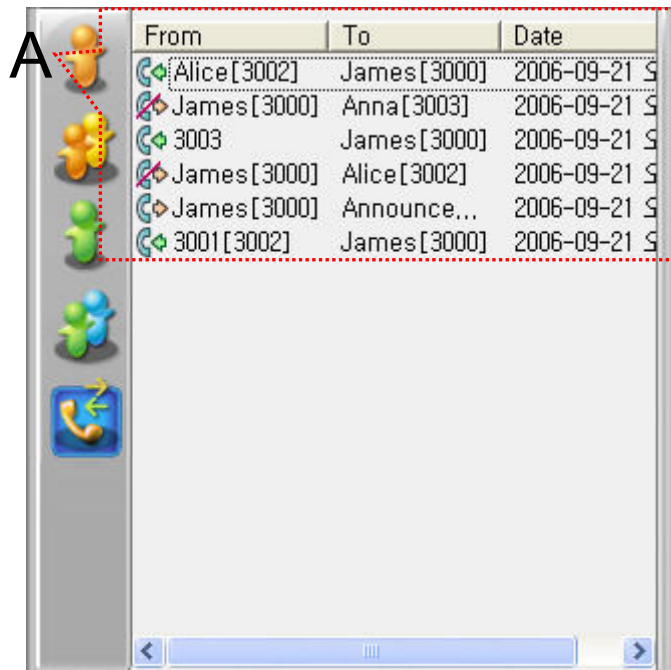 A
From To Date
Alice[3002] James[3000] 2006-09-21
James[3000] Anna[3003] 2006-09-21
3003 James[3000] 2006-09-21
James[3000] Alice[3002] 2006-09-21
James[3000] Announce... 2006-09-21
3001[3002] James[3000] 2006-09-21